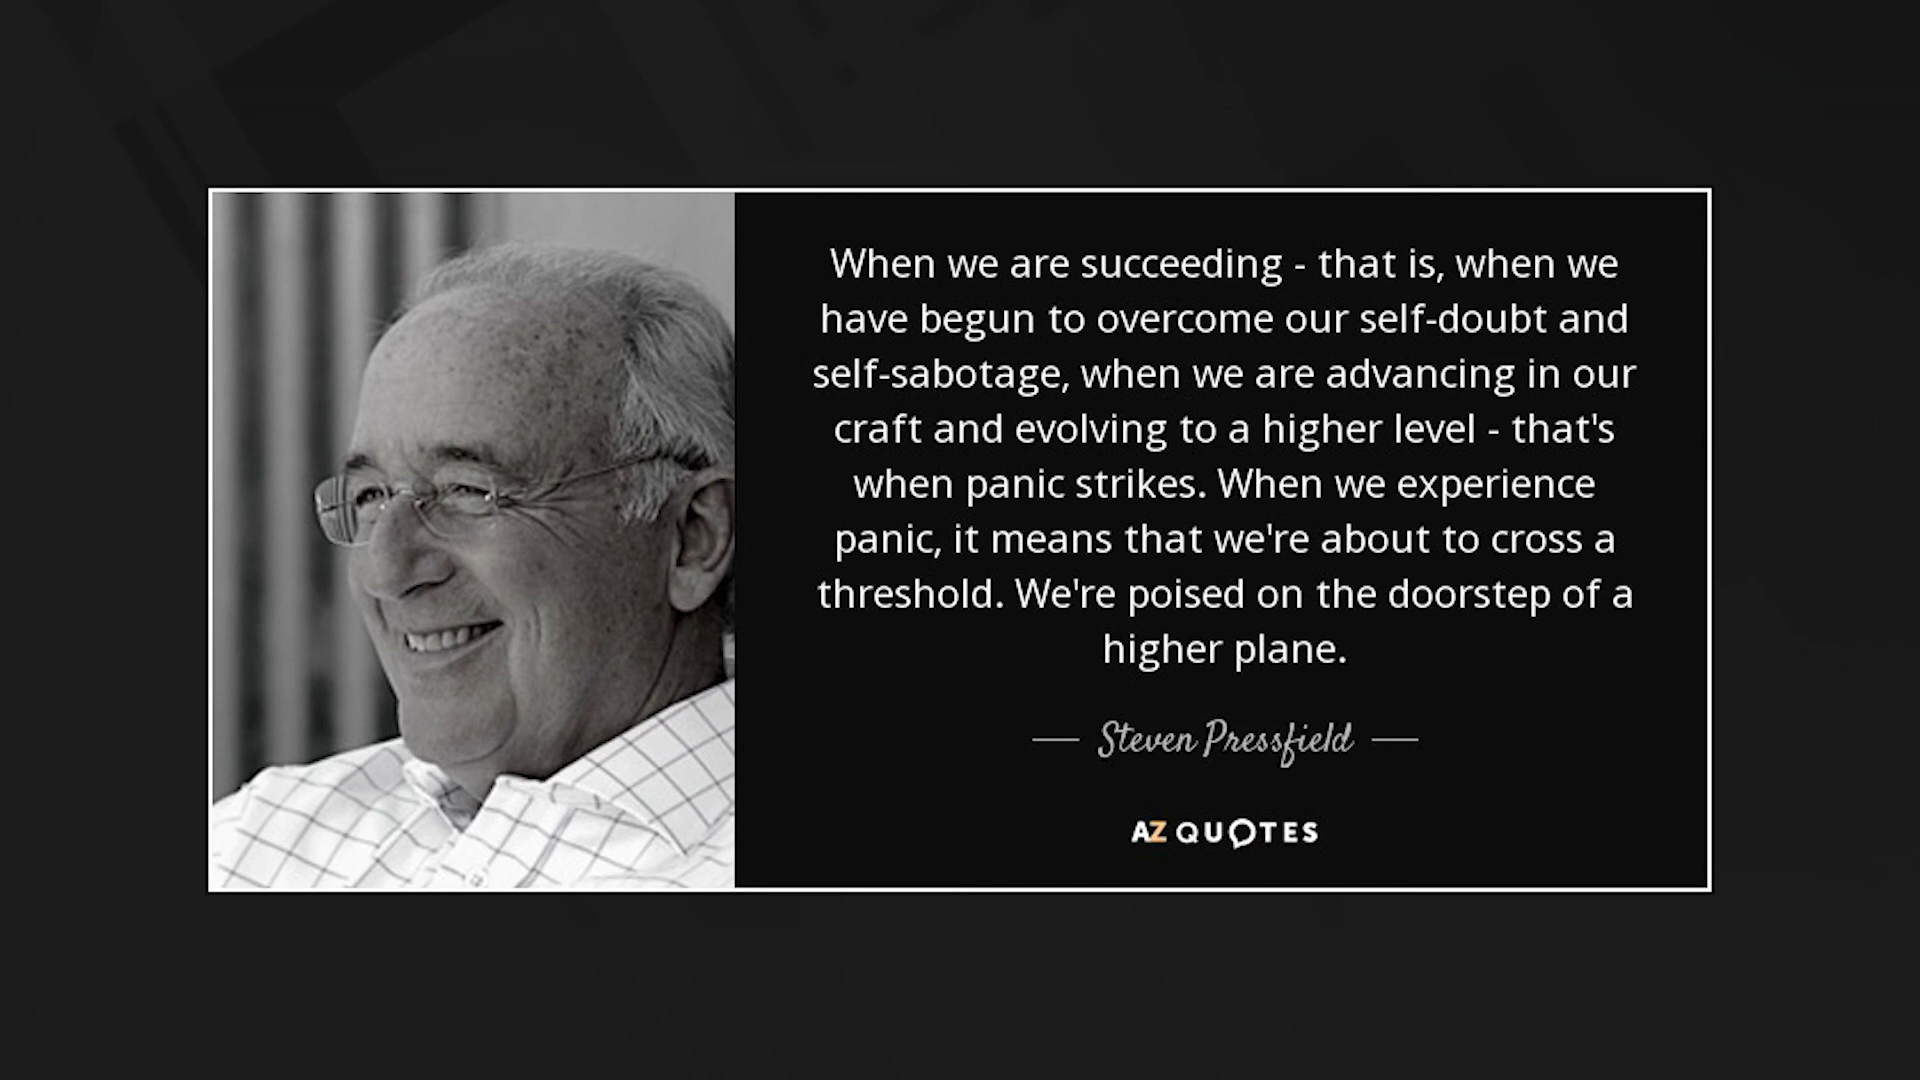 When we are succeeding - that is, when we
have begun to overcome our self-doubt and
self-sabotage, when we are advancing in our
craft and evolving to a higher level - that's
when panic strikes. When we experience
panic, it means that we're about to cross a
threshold. We're poised on the doorstep of a
higher plane.
Steven Pressfield
AZ QUOTES